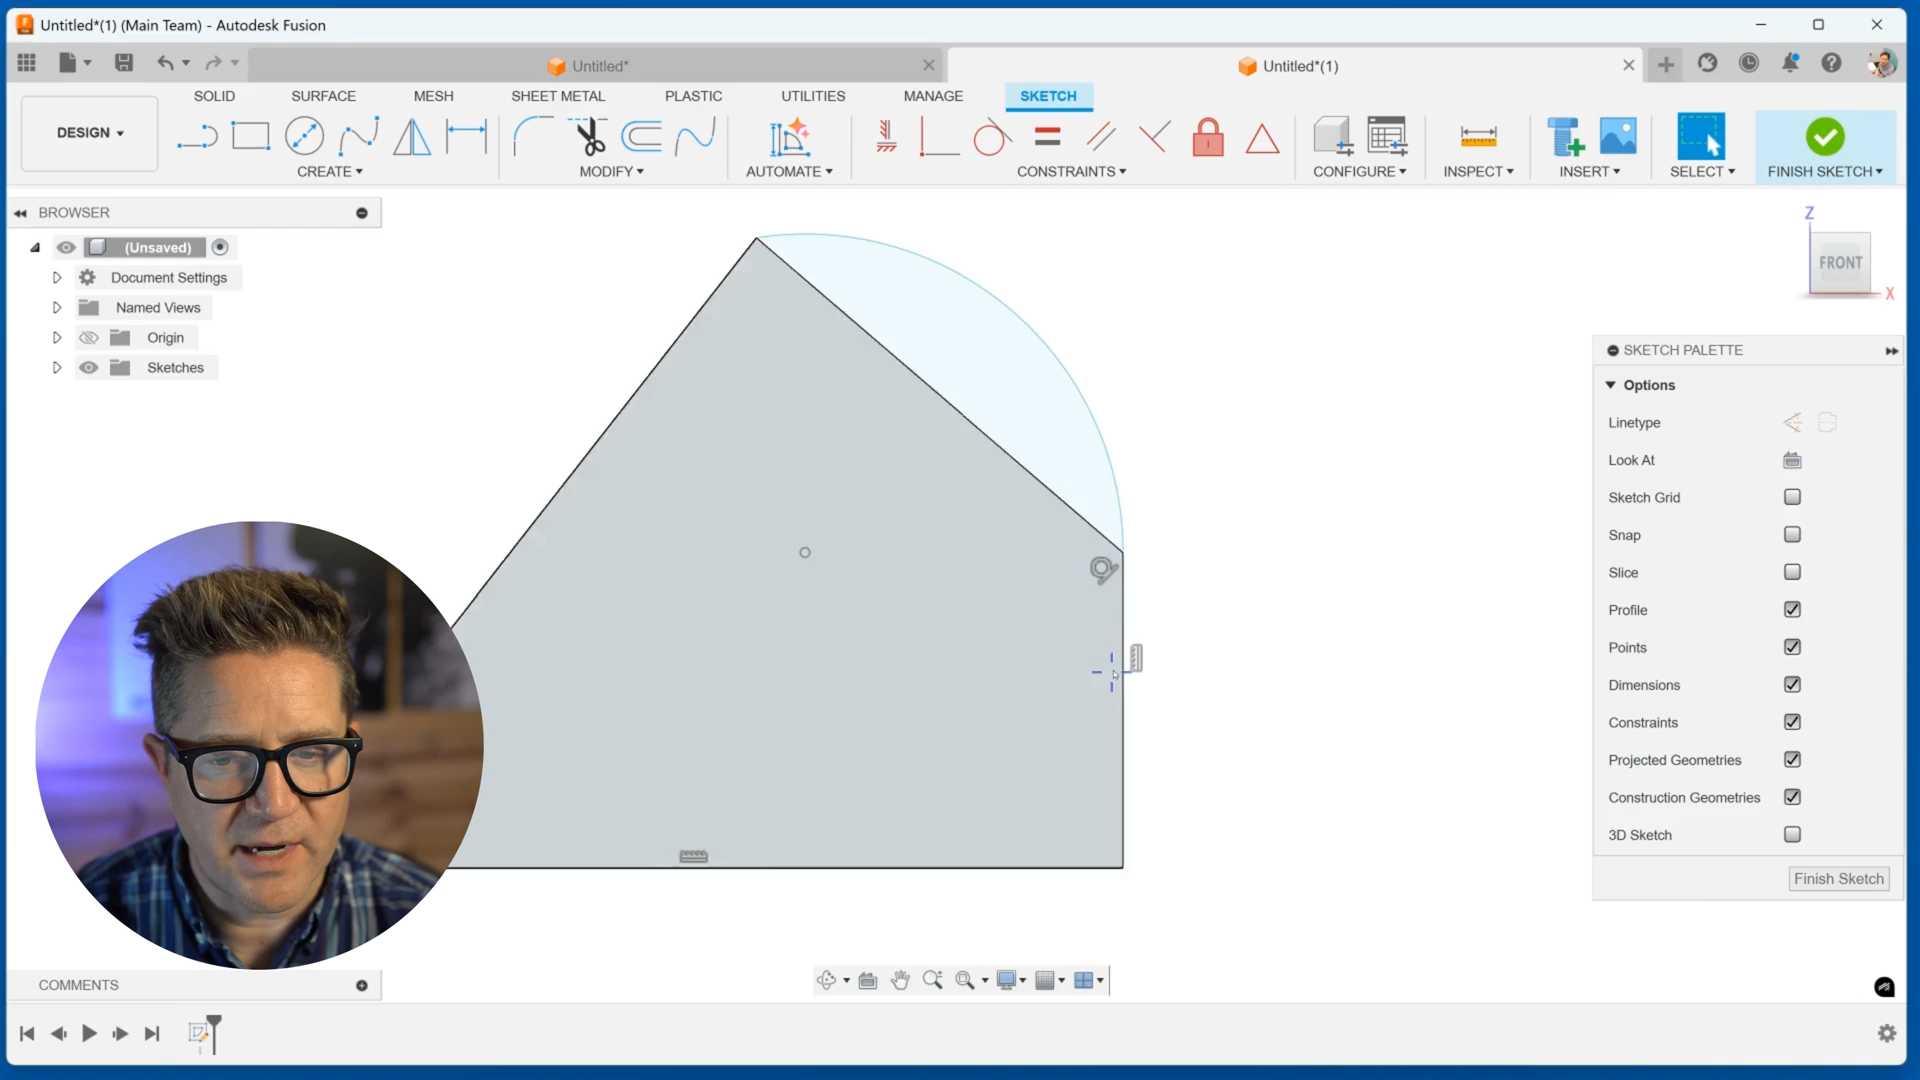 Untitled*(1) (Main Team) - Autodesk Fusion
Untitled*
Untitled*(1)
SOLID SURFACE MESH SHEET METAL PLASTIC UTILITIES MANAGE SKETCH
DESIGN
CREATE MODIFY AUTOMATE CONSTRAINTS CONFIGURE INSPECT INSERT SELECT FINISH SKETCH
BROWSER
(Unsaved)
Document Settings
Named Views
Origin
Sketches
Z
FRONT
X
SKETCH PALETTE
Options
Linetype
Look At
Sketch Grid
Snap
Slice
Profile
Points
Dimensions
Constraints
Projected Geometries
Construction Geometries
3D Sketch
Finish Sketch
COMMENTS